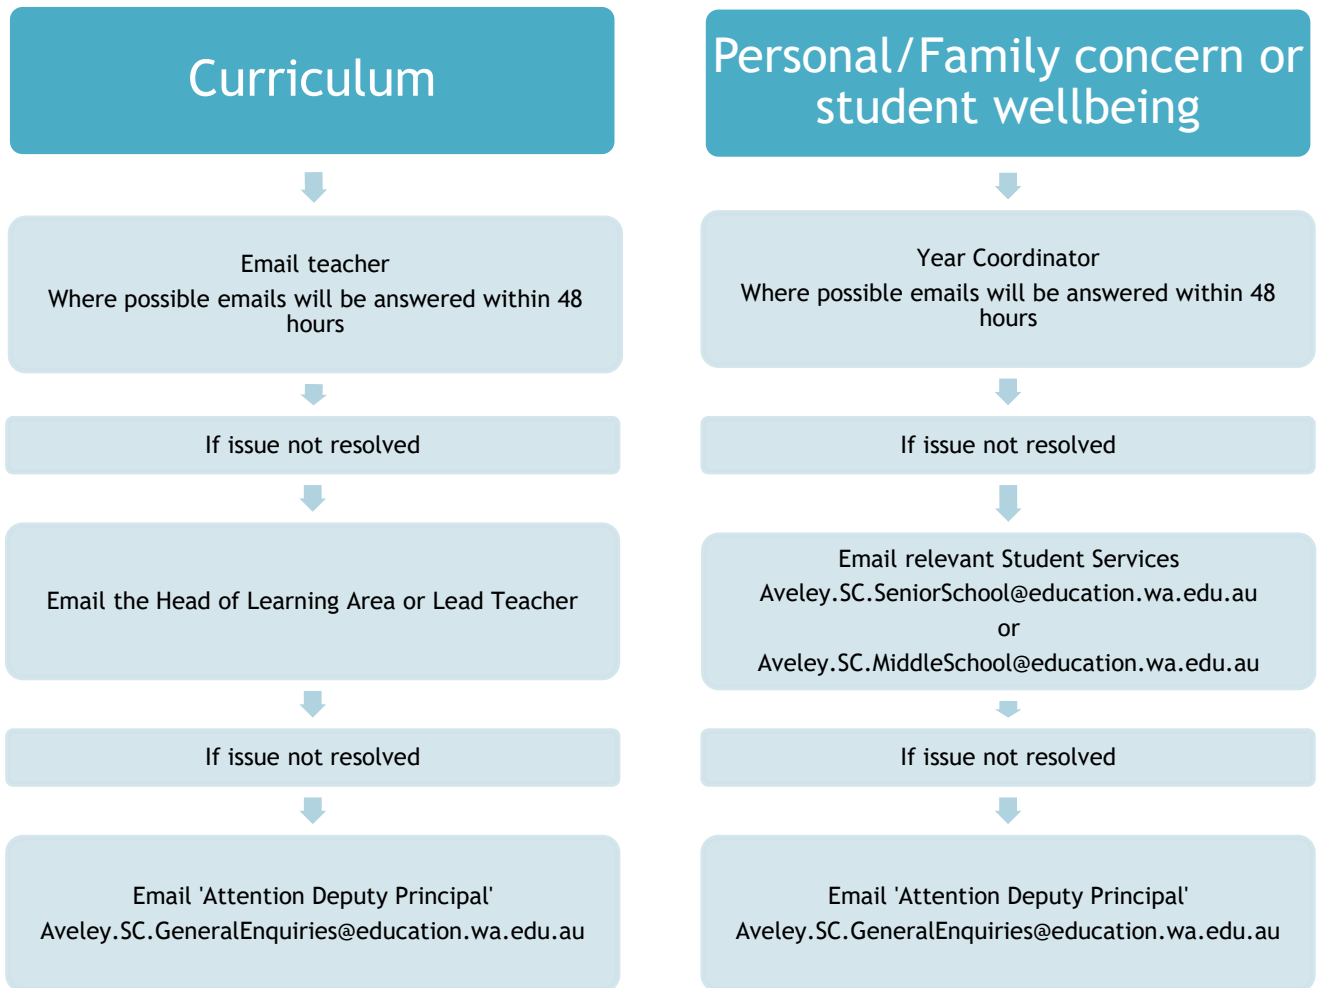 Curriculum
Email teacher
Where possible emails will be answered within 48
hours
If issue not resolved
Email the Head of Learning Area or Lead Teacher
If issue not resolved
Email 'Attention Deputy Principal'
Aveley.SC.GeneralEnquiries@education.wa.edu.au
Personal/Family concern or
student wellbeing
Year Coordinator
Where possible emails will be answered within 48
hours
If issue not resolved
Email relevant Student Services
Aveley.SC.SeniorSchool@education.wa.edu.au
or
Aveley.SC.MiddleSchool@education.wa.edu.au
If issue not resolved
Email 'Attention Deputy Principal'
Aveley.SC.GeneralEnquiries@education.wa.edu.au